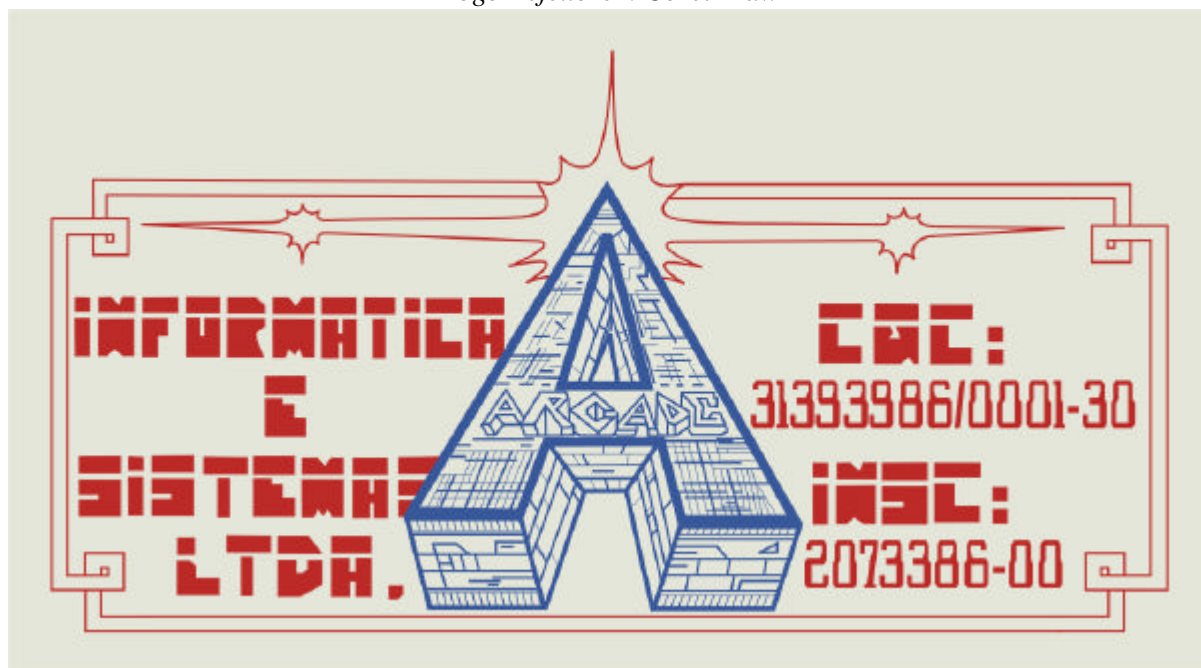 INFORMATICA
E
SISTEMAS
LTDA.
ARCADE
CGC:
31393986/0001-30
INSC:
2073386-00